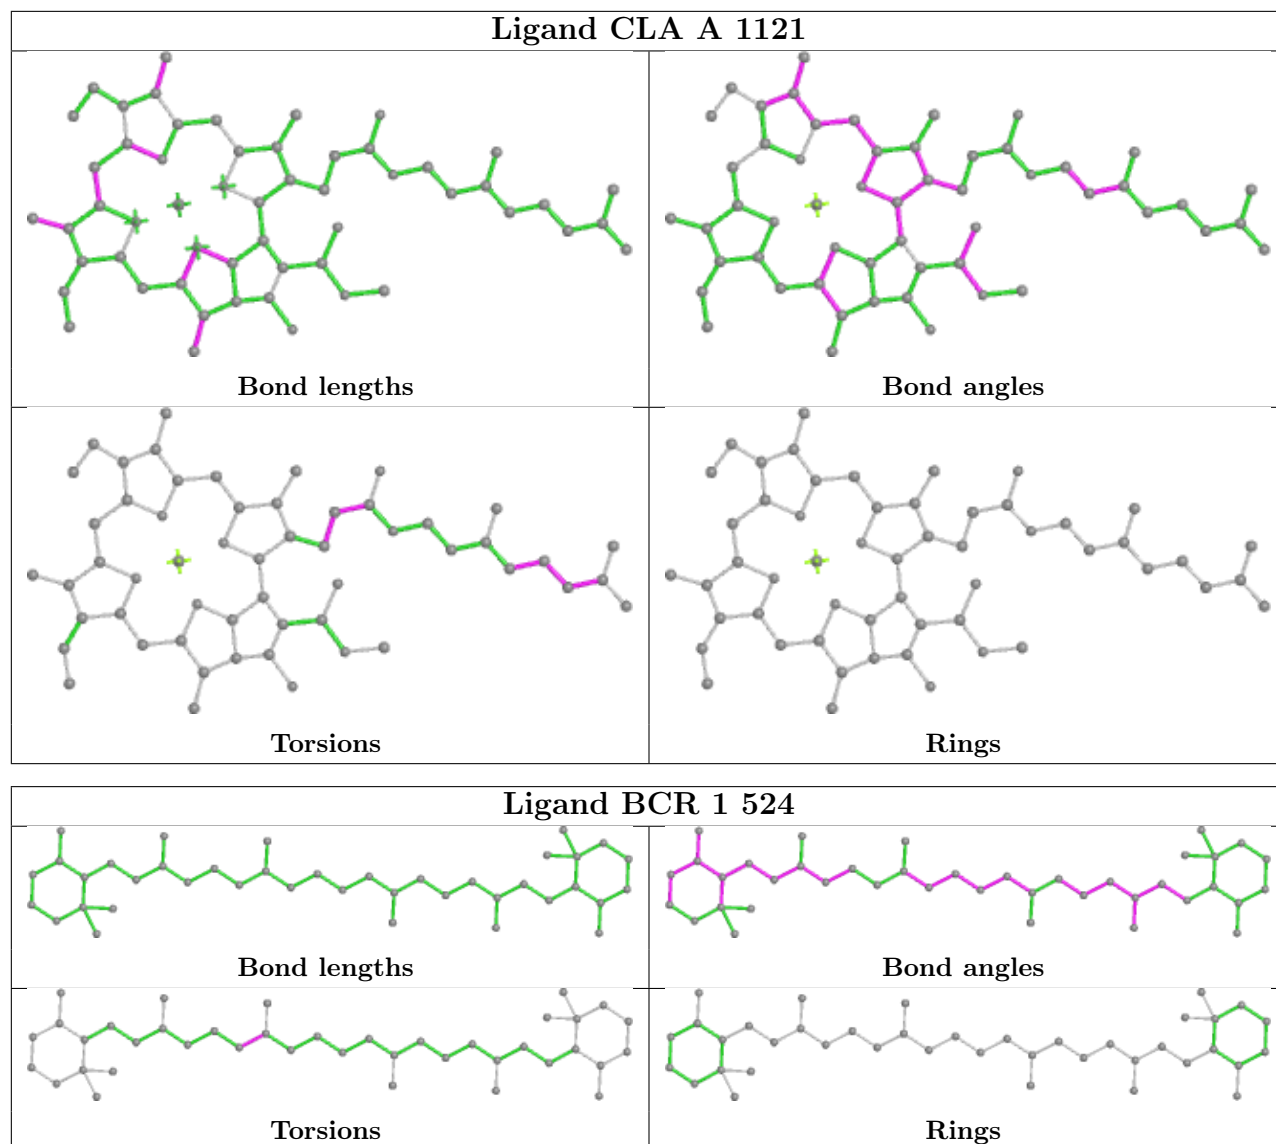 Ligand CLA A 1121
Bond lengths
Bond angles
Torsions
Rings
Ligand BCR 1 524
Bond lengths
Bond angles
Torsions
Rings